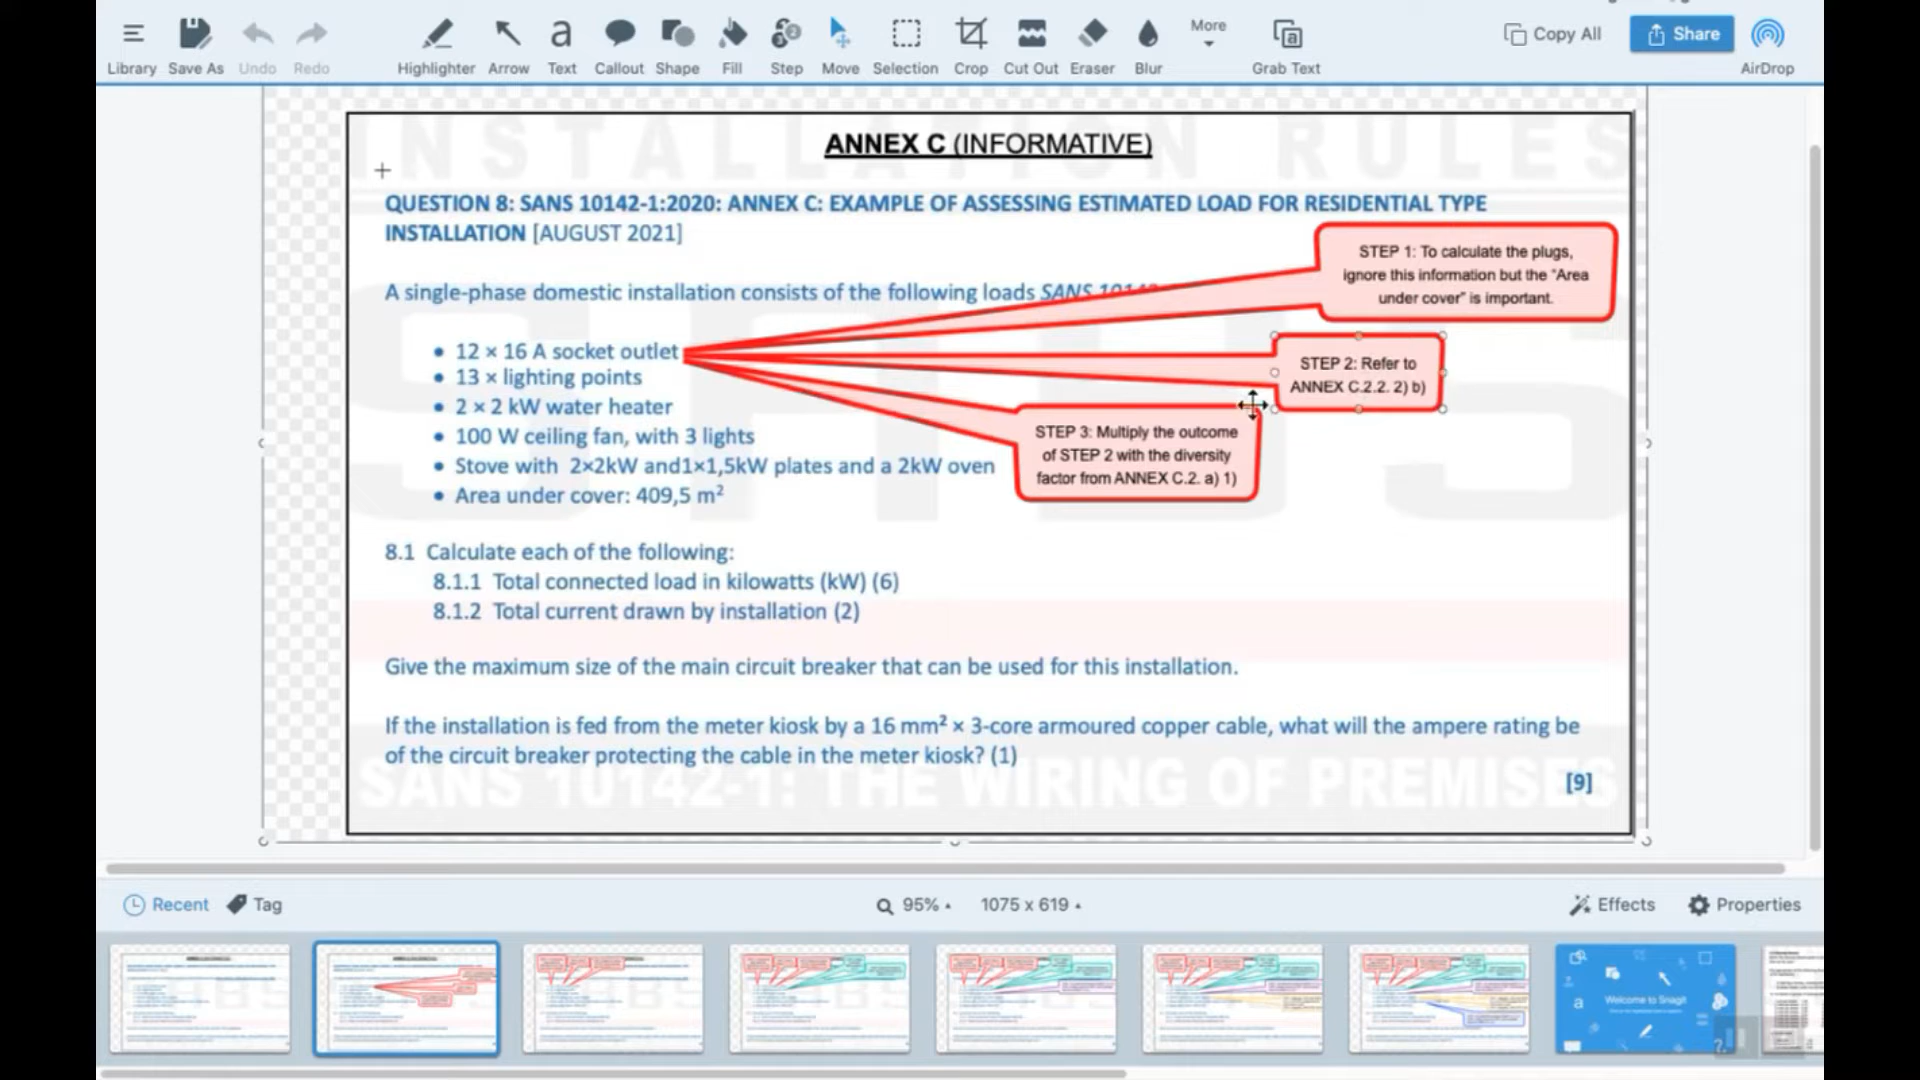 Library Save As Undo Redo Highlighter Arrow Text Callout Shape Fill Step Move Selection Crop Cut Out Eraser Blur More Grab Text Copy All Share AirDrop
ANNEX C (INFORMATIVE)
QUESTION 8: SANS 10142-1:2020: ANNEX C: EXAMPLE OF ASSESSING ESTIMATED LOAD FOR RESIDENTIAL TYPE
INSTALLATION [AUGUST 2021]
STEP 1: To calculate the plugs,
ignore this information but the "Area
under cover" is important.
A single-phase domestic installation consists of the following loads SANS 10142
• 12 × 16 A socket outlet
• 13 × lighting points
• 2 × 2 kW water heater
• 100 W ceiling fan, with 3 lights
• Stove with 2×2kW and1×1,5kW plates and a 2kW oven
• Area under cover: 409,5 m²
STEP 2: Refer to
ANNEX C.2.2. 2) b)
STEP 3: Multiply the outcome
of STEP 2 with the diversity
factor from ANNEX C.2. a) 1)
8.1 Calculate each of the following:
8.1.1 Total connected load in kilowatts (kW) (6)
8.1.2 Total current drawn by installation (2)
Give the maximum size of the main circuit breaker that can be used for this installation.
If the installation is fed from the meter kiosk by a 16 mm² × 3-core armoured copper cable, what will the ampere rating be
of the circuit breaker protecting the cable in the meter kiosk? (1)
[9]
INSTALLATION RULES
SABS
SANS 10142-1: THE WIRING OF PREMISES
Recent Tag 95% 1075 x 619 Effects Properties
Welcome to Snagit